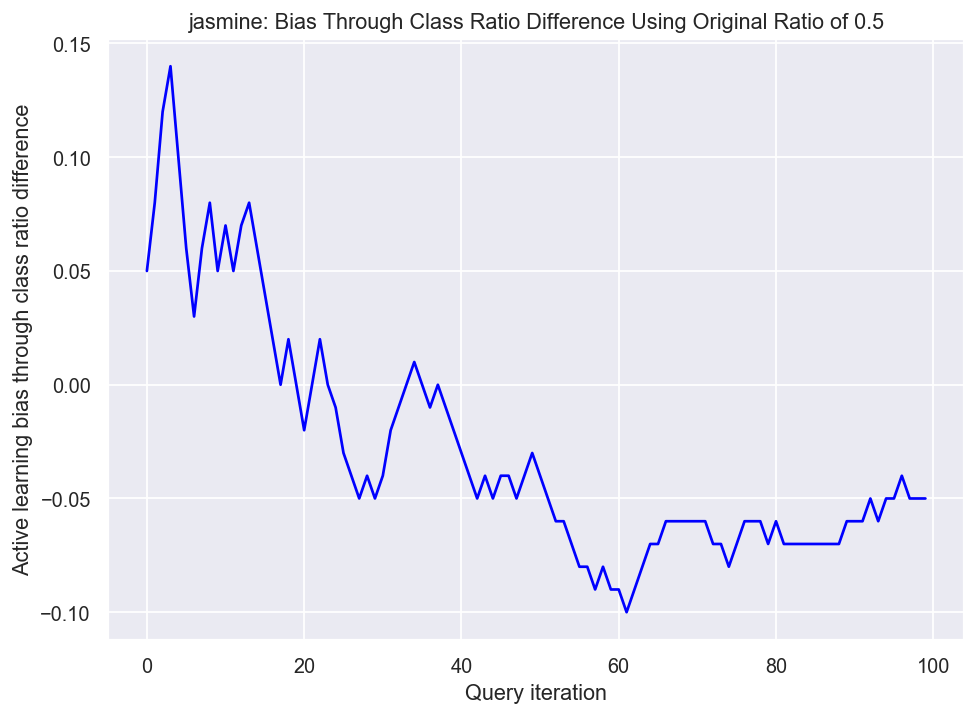 jasmine: Bias Through Class Ratio Difference Using Original Ratio of 0.5
Active learning bias through class ratio difference
0.15
0.10
0.05
0.00
−0.05
−0.10
0 20 40 60 80 100
Query iteration